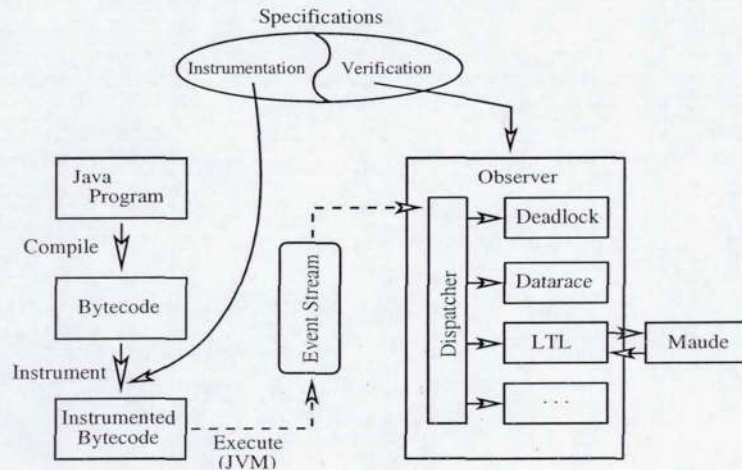 Specifications
Instrumentation
Verification
Java
Program
Compile
Bytecode
Instrument
Instrumented
Bytecode
Execute
(JVM)
Event Stream
Observer
Dispatcher
Deadlock
Datarace
LTL
Maude
. . .